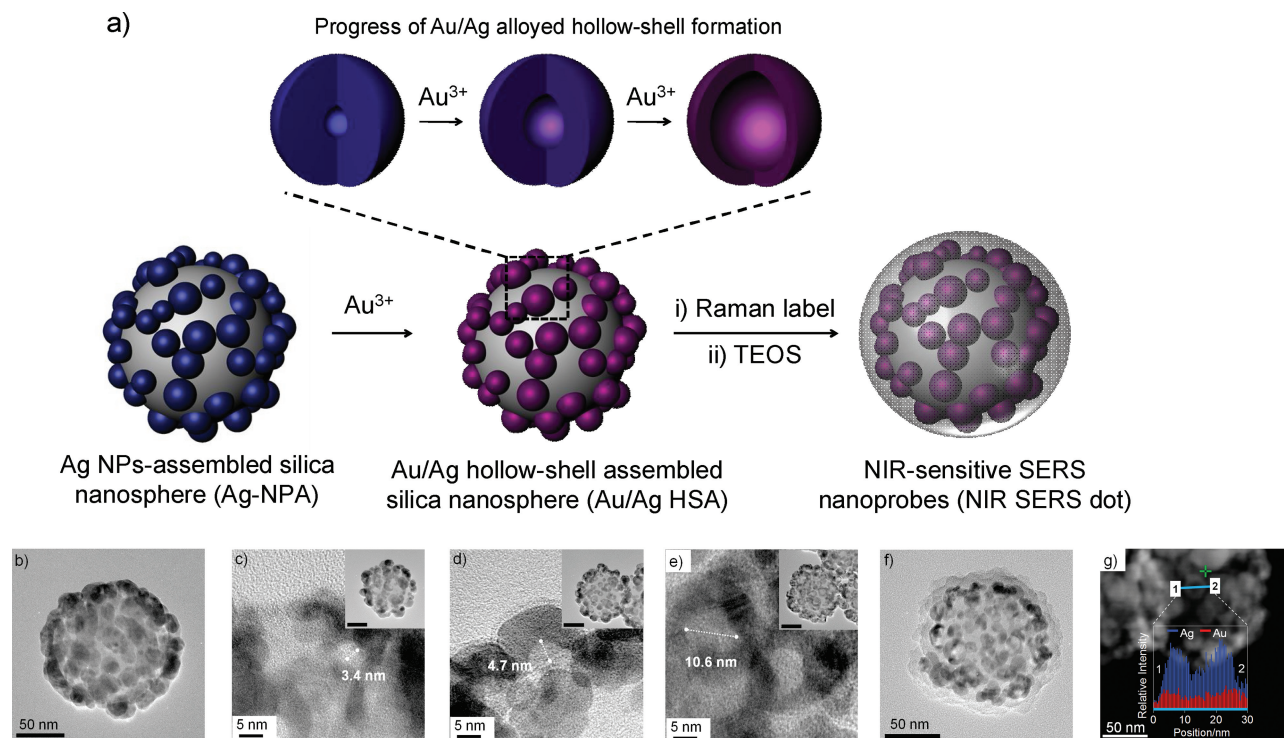 a)
Progress of Au/Ag alloyed hollow-shell formation
Au3+
Au3+
Au3+
i) Raman label
ii) TEOS
Ag NPs-assembled silica
nanosphere (Ag-NPA)
Au/Ag hollow-shell assembled
silica nanosphere (Au/Ag HSA)
NIR-sensitive SERS
nanoprobes (NIR SERS dot)
b)
50 nm
c)
3.4 nm
5 nm
d)
4.7 nm
5 nm
e)
10.6 nm
5 nm
f)
50 nm
g)
1
2
Ag
Au
Relative Intensity
1
2
0
10
20
30
Position/nm
50 nm